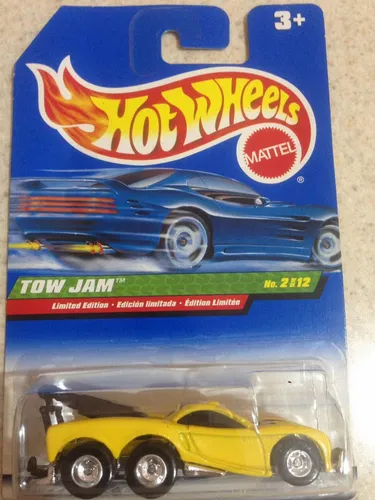 3+
HOT WHEELS
MATTEL
®
TOW JAM™
No. 2 OF 12
Limited Edition • Edición limitada • Édition Limitée